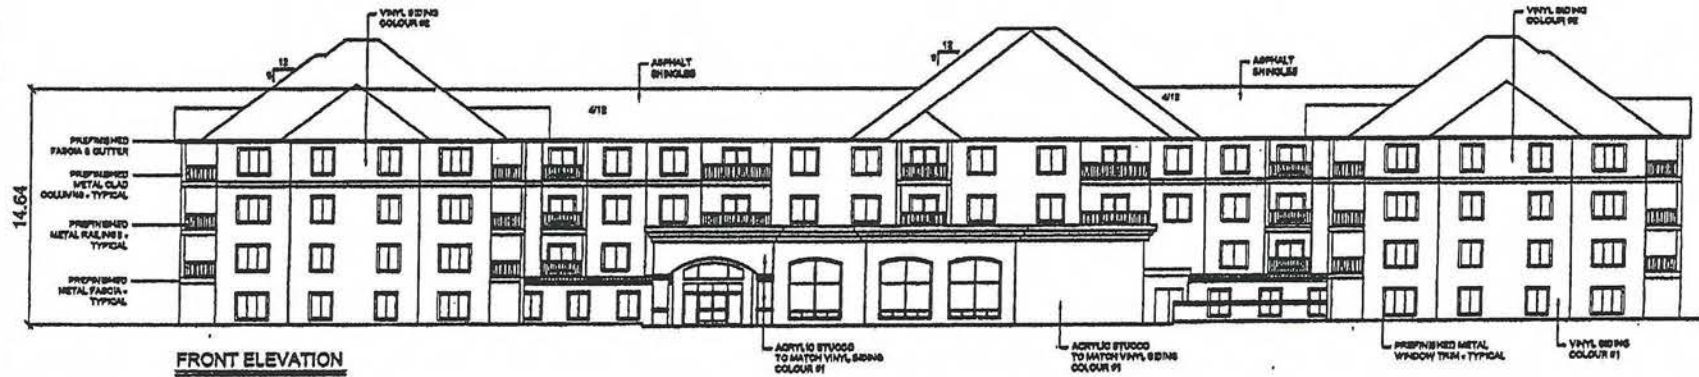 VINYL SIDING
COLOUR #2
12
9
ASPHALT
SHINGLES
4/12
12
9
ASPHALT
SHINGLES
4/12
VINYL SIDING
COLOUR #2
14.64
PREFINISHED
FASCIA & GUTTER
PREFINISHED
METAL CLAD
COLUMNS - TYPICAL
PREFINISHED
METAL RAILINGS -
TYPICAL
PREFINISHED
METAL FASCIA -
TYPICAL
ACRYLIC STUCCO
TO MATCH VINYL SIDING
COLOUR #1
ACRYLIC STUCCO
TO MATCH VINYL SIDING
COLOUR #1
PREFINISHED METAL
WINDOW TRIM - TYPICAL
VINYL SIDING
COLOUR #1
FRONT ELEVATION